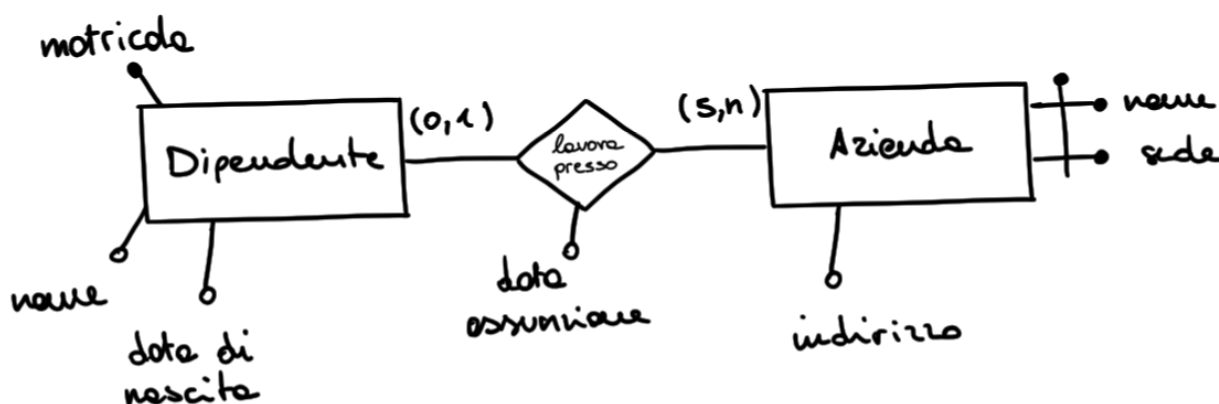 matricola
Dipendente
(0,1)
lavora
presso
(5,n)
Azienda
nome
sede
nome
data di
nascita
data
assunzione
indirizzo